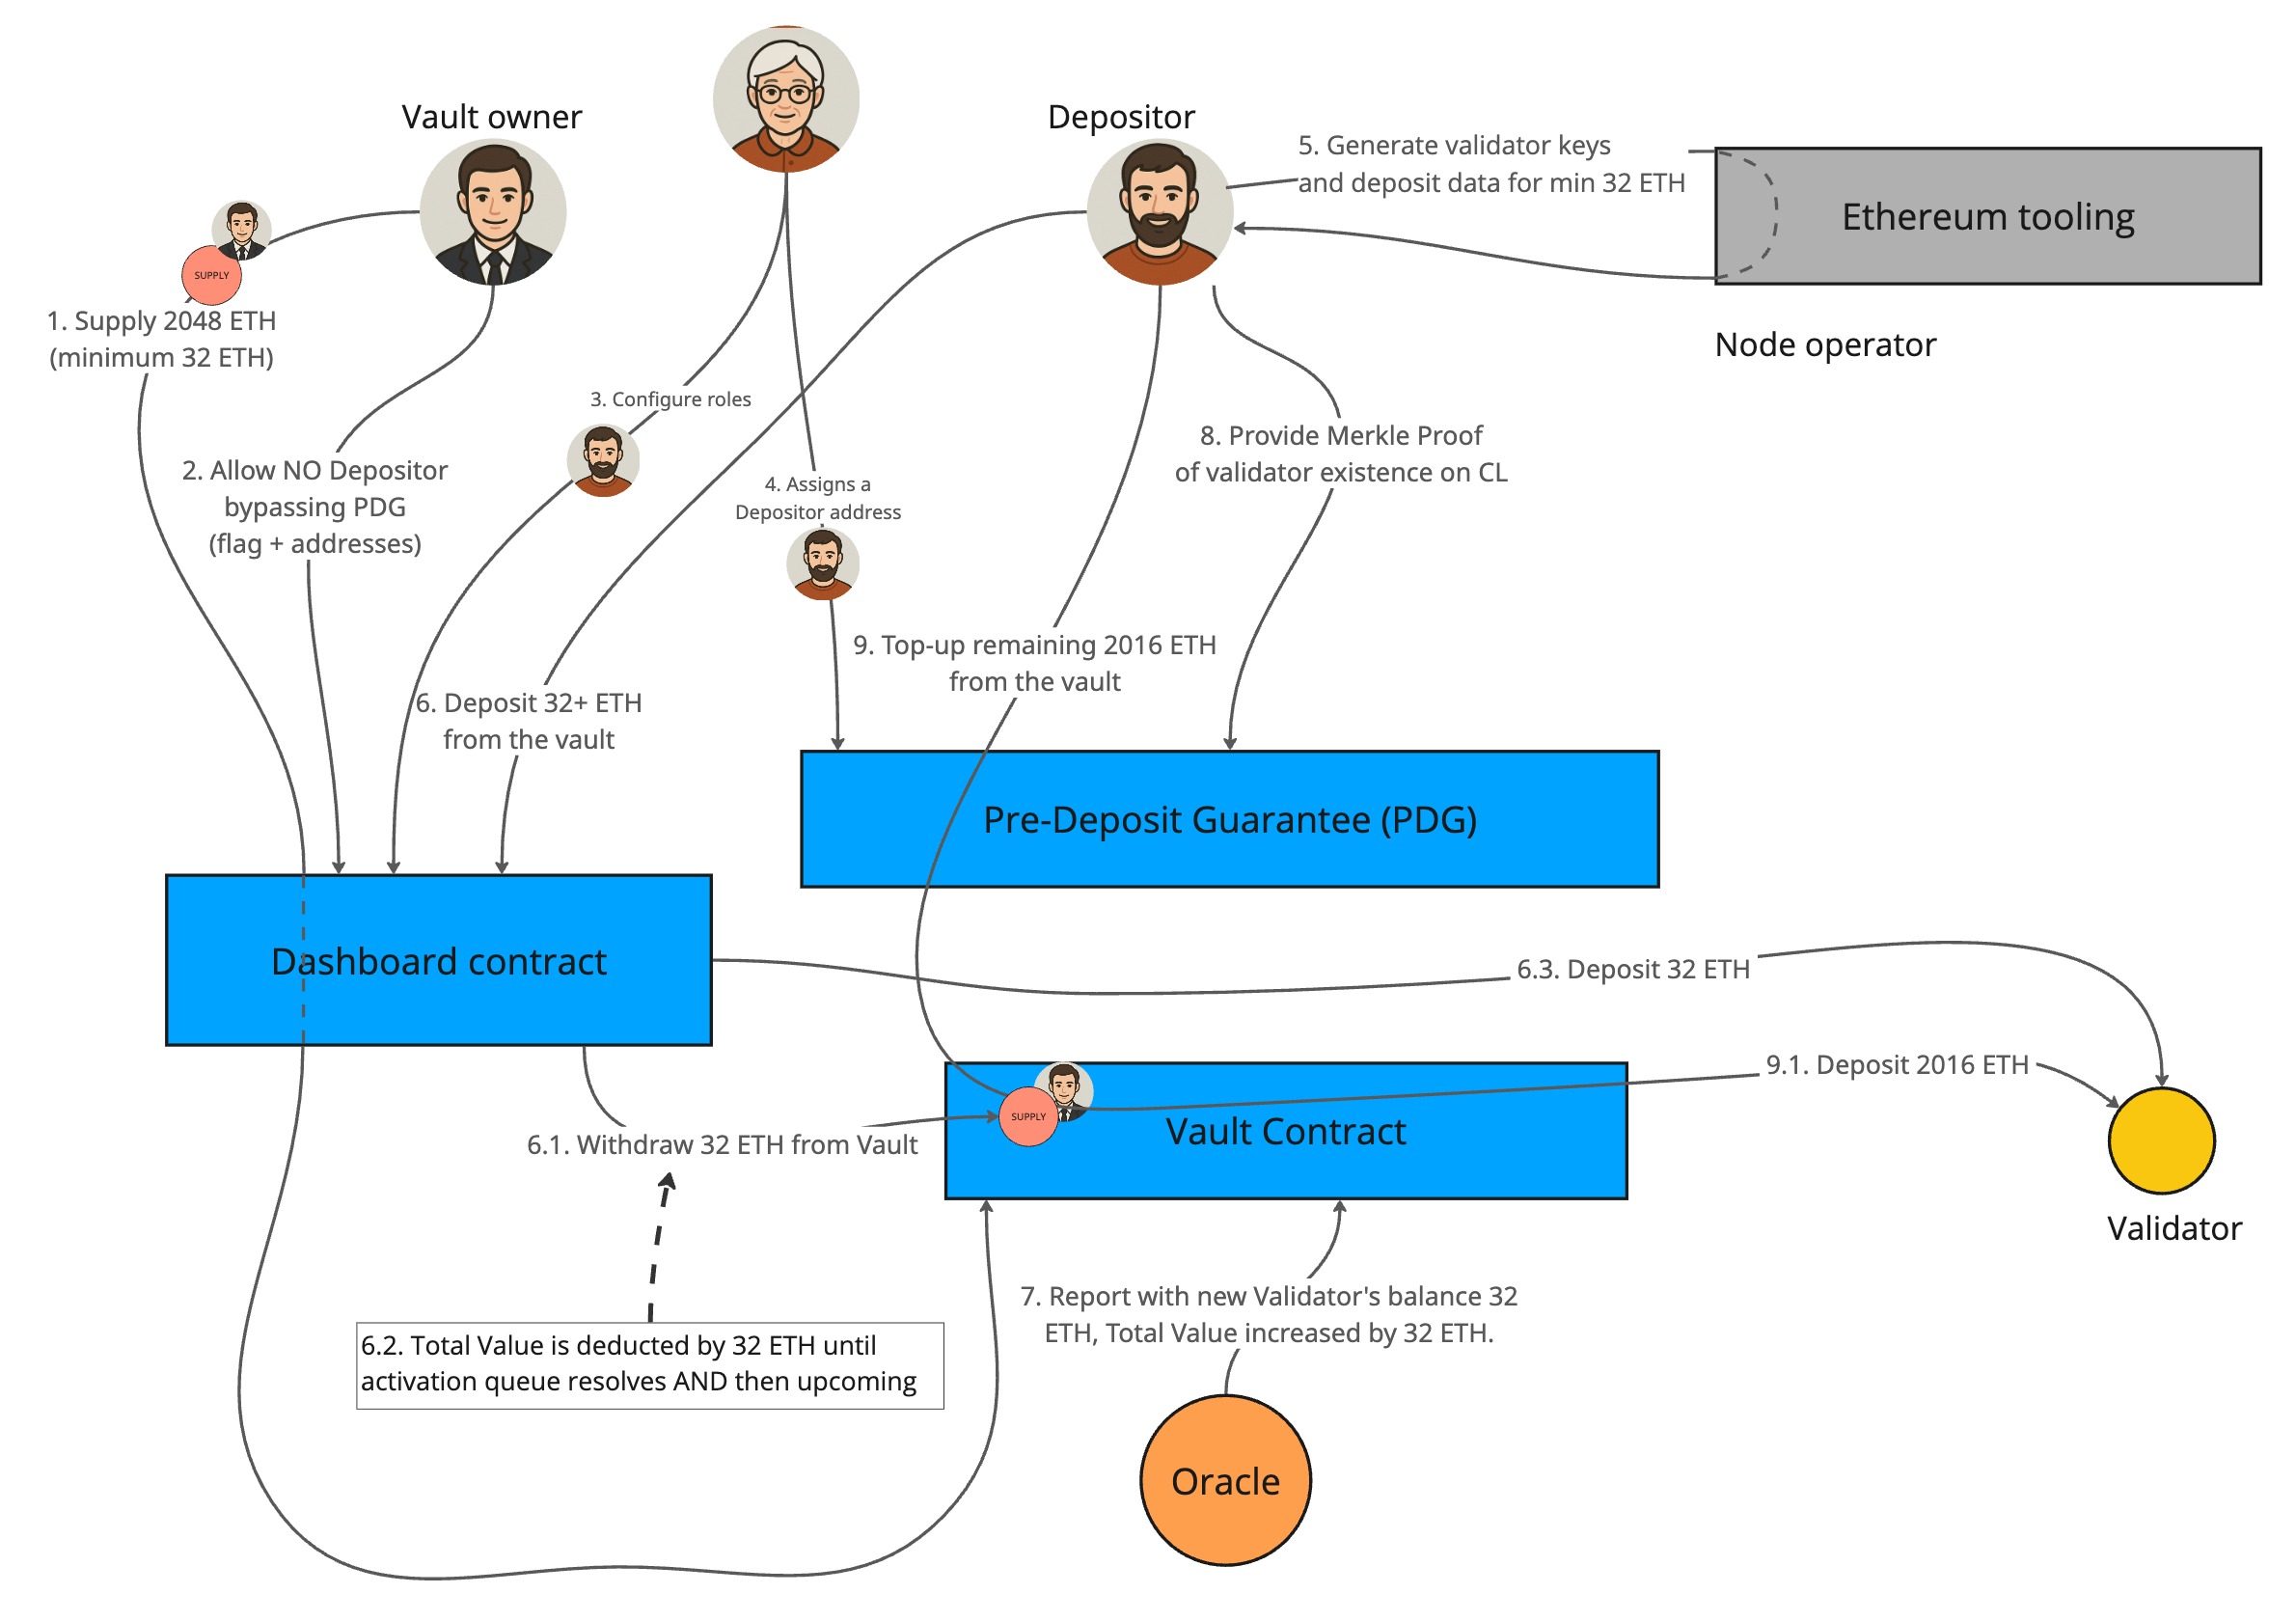 Vault owner
Depositor
5. Generate validator keys
and deposit data for min 32 ETH
Ethereum tooling
Node operator
SUPPLY
1. Supply 2048 ETH
(minimum 32 ETH)
2. Allow NO Depositor
bypassing PDG
(flag + addresses)
3. Configure roles
4. Assigns a
Depositor address
8. Provide Merkle Proof
of validator existence on CL
9. Top-up remaining 2016 ETH
from the vault
6. Deposit 32+ ETH
from the vault
Pre-Deposit Guarantee (PDG)
Dashboard contract
6.3. Deposit 32 ETH
9.1. Deposit 2016 ETH
SUPPLY
Vault Contract
6.1. Withdraw 32 ETH from Vault
Validator
7. Report with new Validator's balance 32
ETH, Total Value increased by 32 ETH.
6.2. Total Value is deducted by 32 ETH until
activation queue resolves AND then upcoming
Oracle